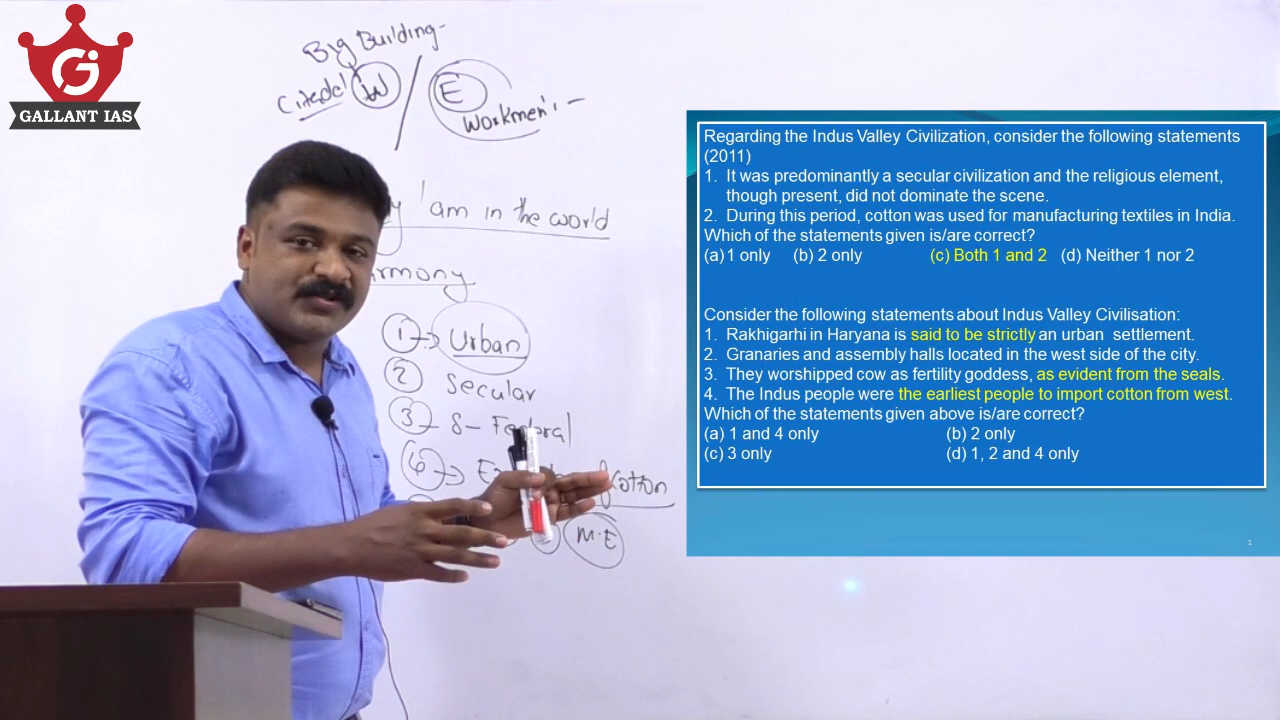 GALLANT IAS
Big Building-
Citadel W / E
Workmen's -
I am in the world
1 → Urban
2 Secular
3 - 8- Federal
→ E
Cotton
M.E
Regarding the Indus Valley Civilization, consider the following statements
(2011)
1. It was predominantly a secular civilization and the religious element,
though present, did not dominate the scene.
2. During this period, cotton was used for manufacturing textiles in India.
Which of the statements given is/are correct?
(a) 1 only (b) 2 only (c) Both 1 and 2 (d) Neither 1 nor 2
Consider the following statements about Indus Valley Civilisation:
1. Rakhigarhi in Haryana is said to be strictly an urban settlement.
2. Granaries and assembly halls located in the west side of the city.
3. They worshipped cow as fertility goddess, as evident from the seals.
4. The Indus people were the earliest people to import cotton from west.
Which of the statements given above is/are correct?
(a) 1 and 4 only (b) 2 only
(c) 3 only (d) 1, 2 and 4 only
1